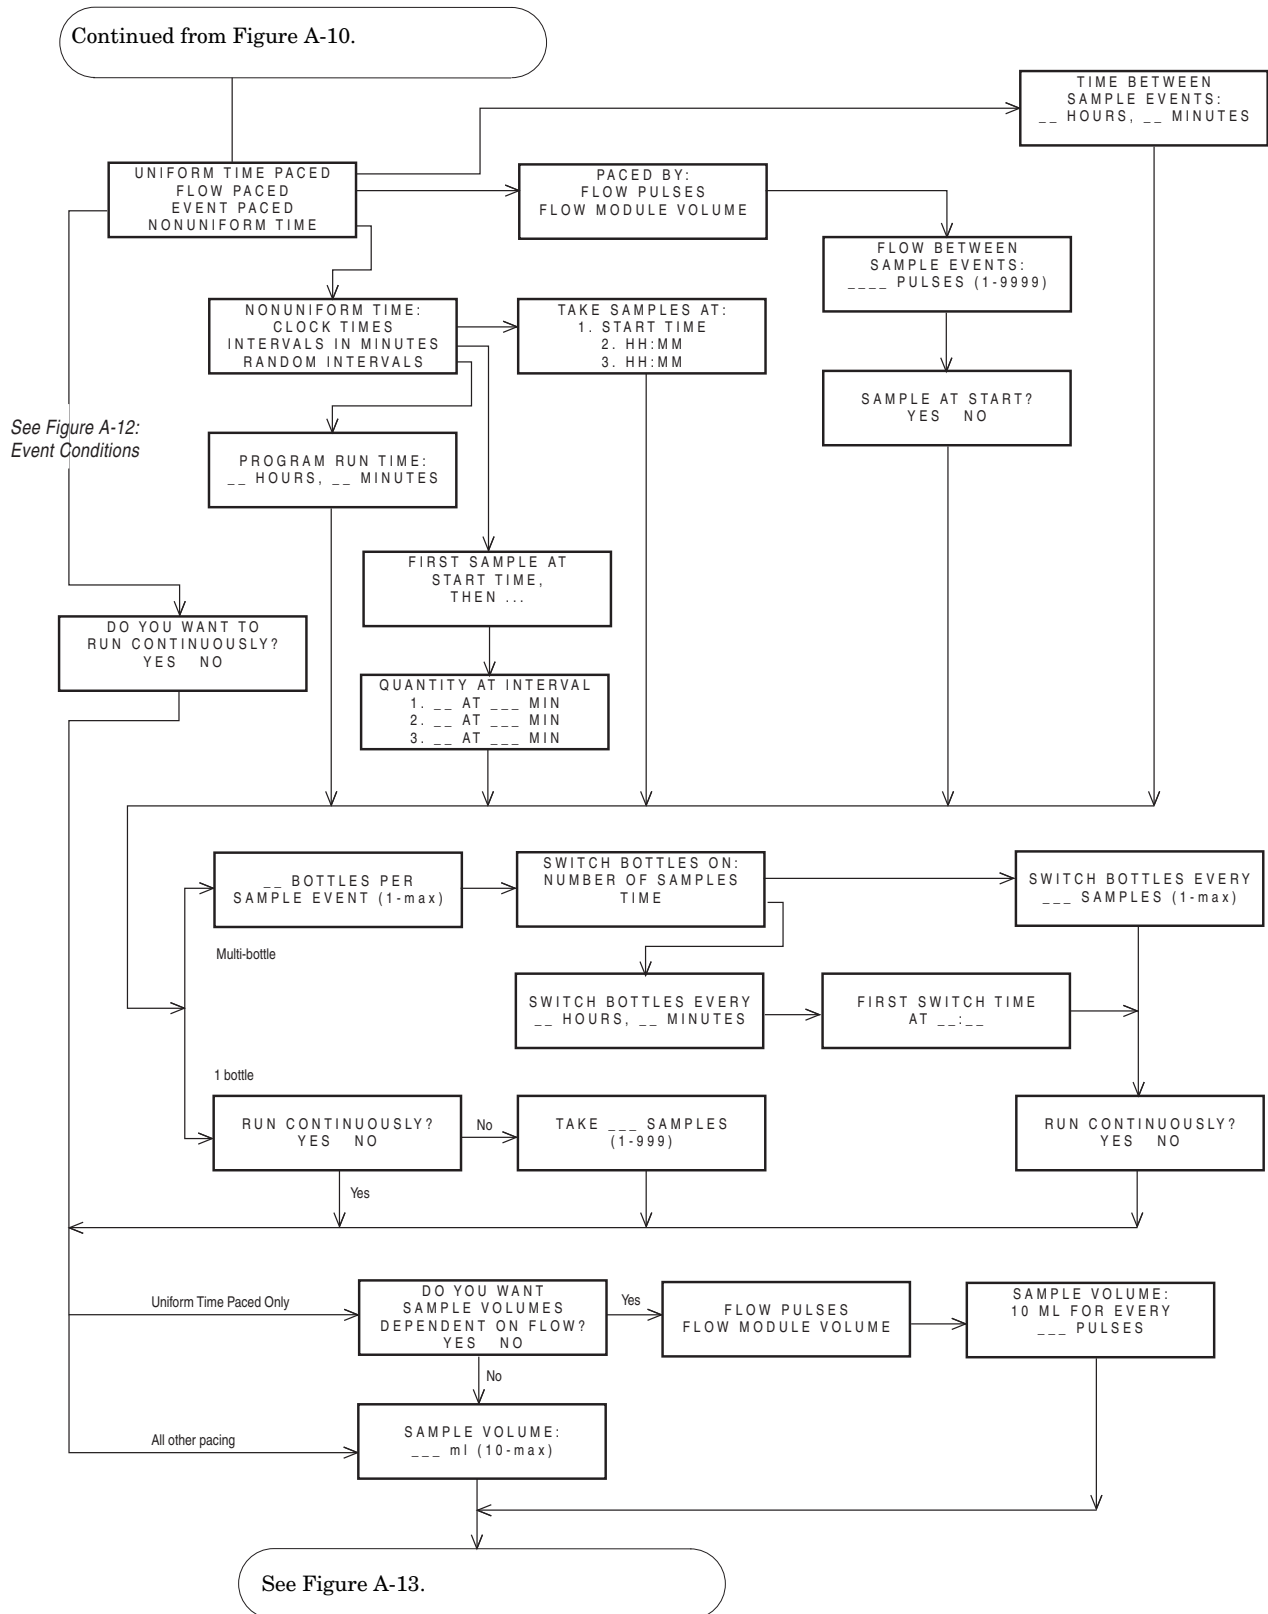 Continued from Figure A-10.
TIME BETWEEN
SAMPLE EVENTS:
__ HOURS, __ MINUTES
UNIFORM TIME PACED
FLOW PACED
EVENT PACED
NONUNIFORM TIME
PACED BY:
FLOW PULSES
FLOW MODULE VOLUME
FLOW BETWEEN
SAMPLE EVENTS:
____ PULSES (1-9999)
NONUNIFORM TIME:
CLOCK TIMES
INTERVALS IN MINUTES
RANDOM INTERVALS
TAKE SAMPLES AT:
1. START TIME
2. HH:MM
3. HH:MM
SAMPLE AT START?
YES NO
See Figure A-12:
Event Conditions
PROGRAM RUN TIME:
__ HOURS, __ MINUTES
FIRST SAMPLE AT
START TIME,
THEN ...
DO YOU WANT TO
RUN CONTINUOUSLY?
YES NO
QUANTITY AT INTERVAL
1. __ AT ___ MIN
2. __ AT ___ MIN
3. __ AT ___ MIN
__ BOTTLES PER
SAMPLE EVENT (1-max)
SWITCH BOTTLES ON:
NUMBER OF SAMPLES
TIME
SWITCH BOTTLES EVERY
___ SAMPLES (1-max)
Multi-bottle
SWITCH BOTTLES EVERY
__ HOURS, __ MINUTES
FIRST SWITCH TIME
AT __:__
1 bottle
RUN CONTINUOUSLY?
YES NO
No
TAKE ___ SAMPLES
(1-999)
RUN CONTINUOUSLY?
YES NO
Yes
Uniform Time Paced Only
DO YOU WANT
SAMPLE VOLUMES
DEPENDENT ON FLOW?
YES NO
Yes
FLOW PULSES
FLOW MODULE VOLUME
SAMPLE VOLUME:
10 ML FOR EVERY
___ PULSES
No
All other pacing
SAMPLE VOLUME:
___ ml (10-max)
See Figure A-13.